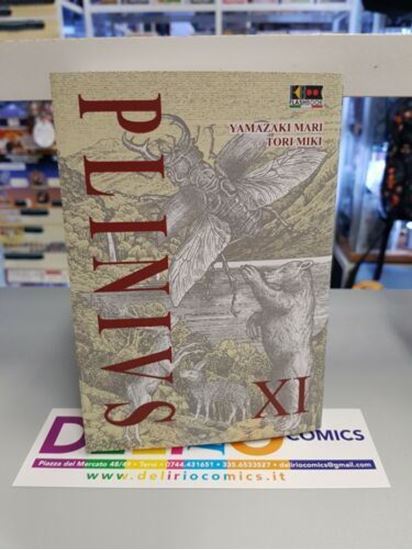 FLASHBOOK
YAMAZAKI MARI
TORI MIKI
PLINIVS
XI
DELIRIO COMICS
Piazza del Mercato 48/49 • Terni • 0744.431651 • 335.6533527 • deliriocomics@gmail.com
www.deliriocomics.it